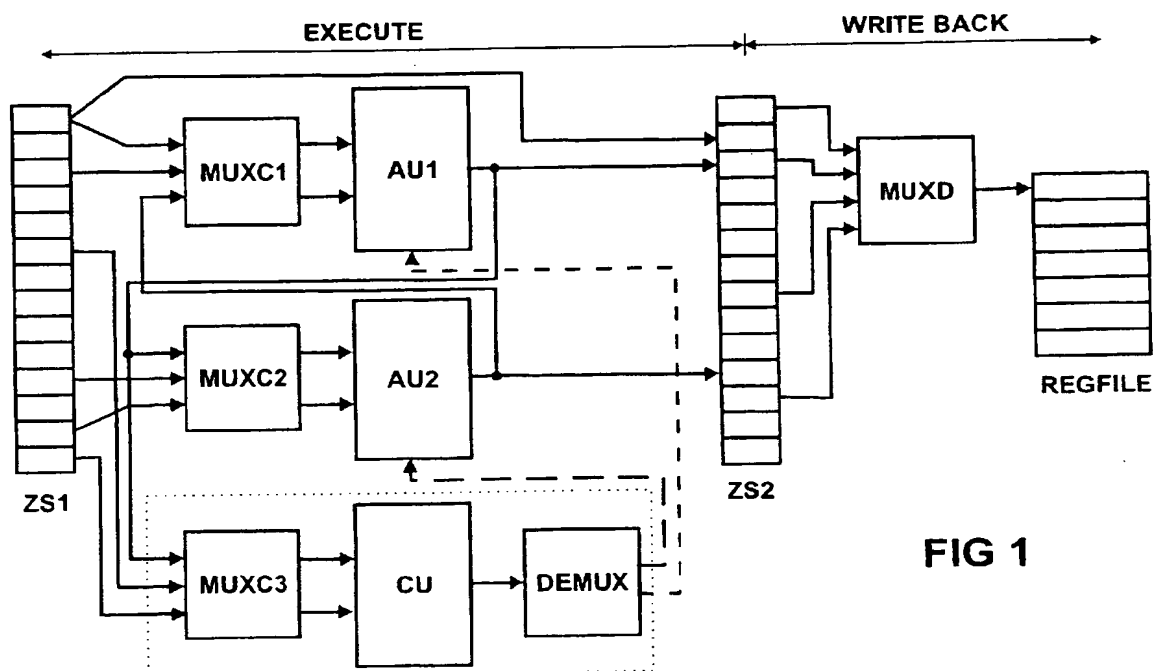 EXECUTE
WRITE BACK
MUXC1
AU1
MUXD
MUXC2
AU2
REGFILE
ZS1
ZS2
MUXC3
CU
DEMUX
FIG 1